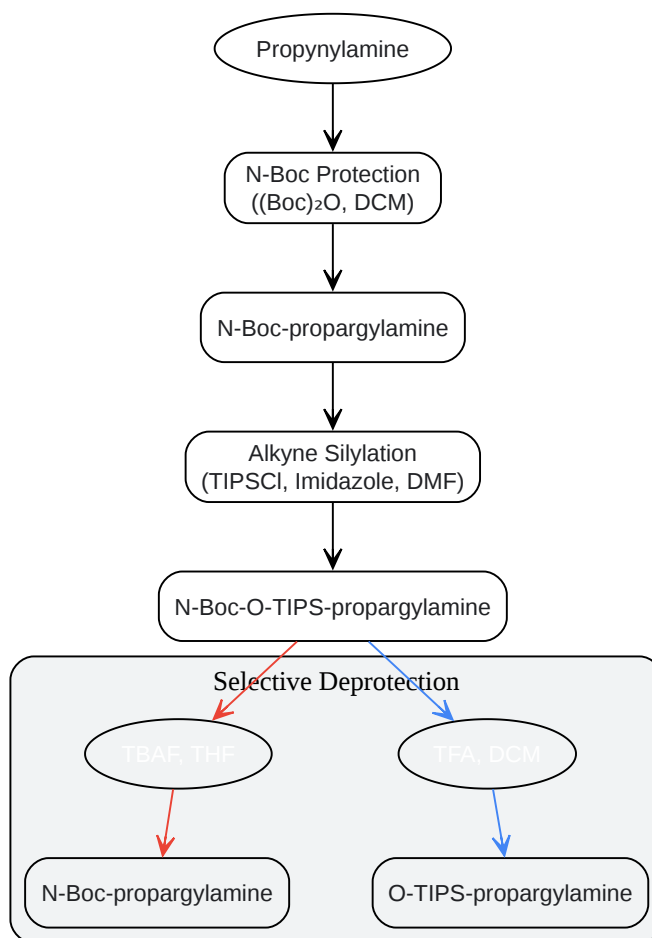 Propynylamine
N-Boc Protection
((Boc)₂O, DCM)
N-Boc-propargylamine
Alkyne Silylation
(TIPSCl, Imidazole, DMF)
N-Boc-O-TIPS-propargylamine
Selective Deprotection
TBAF, THF
TFA, DCM
N-Boc-propargylamine
O-TIPS-propargylamine